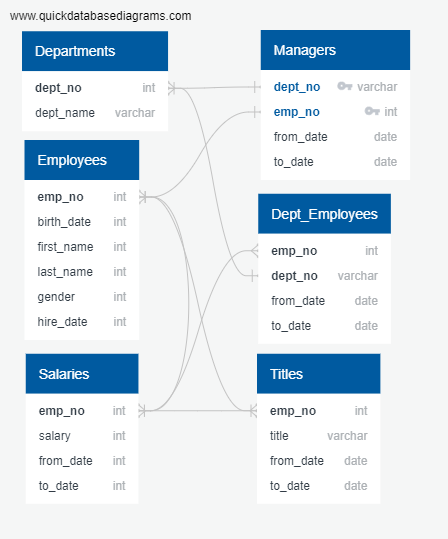 www.quickdatabasediagrams.com
Departments
dept_no int
dept_name varchar
Managers
dept_no varchar
emp_no int
from_date date
to_date date
Employees
emp_no int
birth_date int
first_name int
last_name int
gender int
hire_date int
Dept_Employees
emp_no int
dept_no varchar
from_date date
to_date date
Salaries
emp_no int
salary int
from_date int
to_date int
Titles
emp_no int
title varchar
from_date date
to_date date